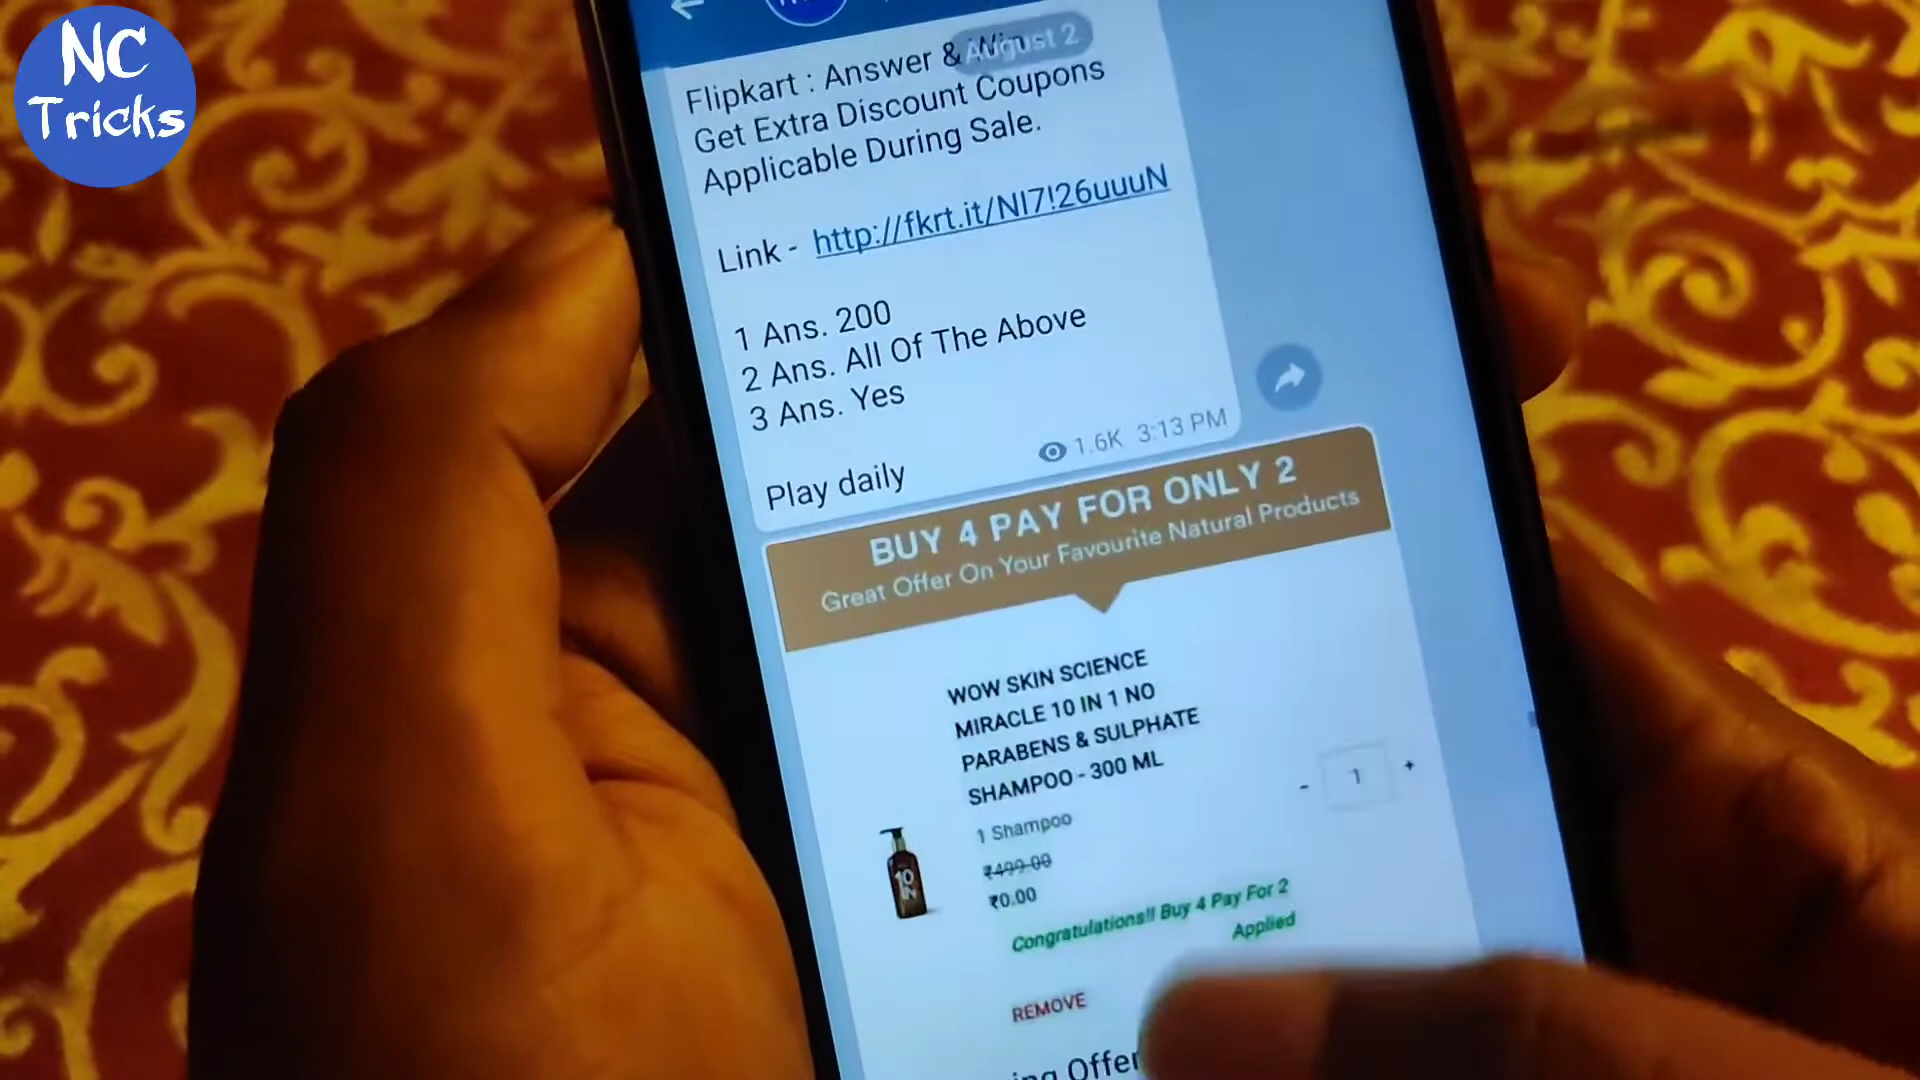 NC
Tricks
August 2
Flipkart : Answer & Win
Get Extra Discount Coupons
Applicable During Sale.
Link - http://fkrt.it/NI7!26uuuN
1 Ans. 200
2 Ans. All Of The Above
3 Ans. Yes
Play daily
1.6K 3:13 PM
BUY 4 PAY FOR ONLY 2
Great Offer On Your Favourite Natural Products
WOW SKIN SCIENCE
MIRACLE 10 IN 1 NO
PARABENS & SULPHATE
SHAMPOO - 300 ML
- 1 +
1 Shampoo
₹499.00
₹0.00
10
IN
Congratulations!! Buy 4 Pay For 2
Applied
REMOVE
Offer